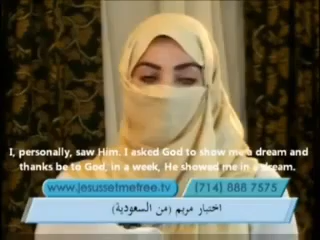 I, personally, saw Him. I asked God to show me a dream and
thanks be to God, in a week, He showed me in a dream.
www.jesussetmefree.tv (714) 888 7575
اختبار مريم (من السعودية)